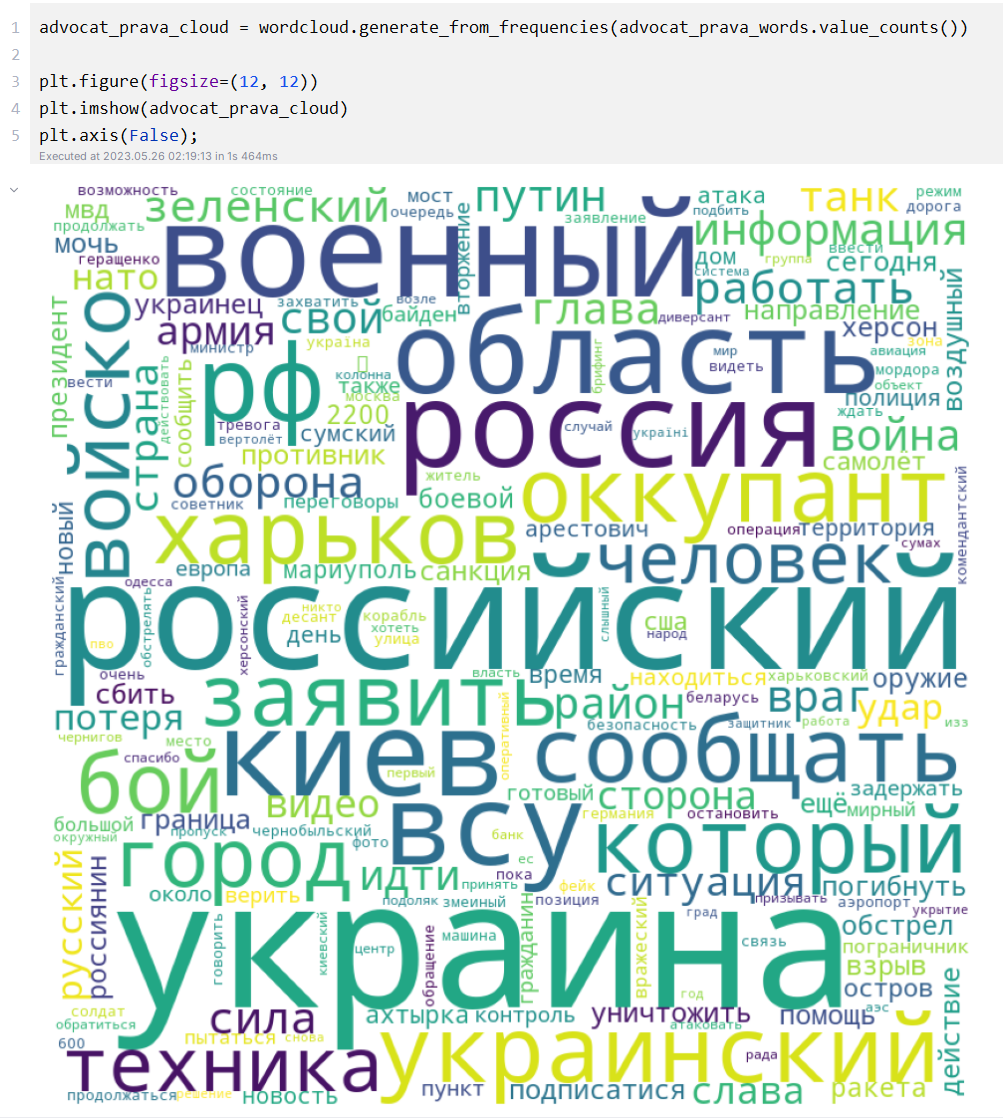 1 advocat_prava_cloud = wordcloud.generate_from_frequencies(advocat_prava_words.value_counts())
2
3 plt.figure(figsize=(12, 12))
4 plt.imshow(advocat_prava_cloud)
5 plt.axis(False);
Executed at 2023.05.26 02:19:13 in 1s 464ms
возможность
состояние
мост
путин
атака
танк
режим
мвд
зеленский
очередь
подбить
дорога
продолжать
заявление
информация
мочь
военный
вторжение
ввести
геращенко
дом
группа
сегодня
нато
система
работать
украинец
захватить
возле
глава
направление
воздушный
президент
войско
армия
свой
байден
диверсант
херсон
министр
україна
область
зона
вести
рф
колонна
брифинг
мир
авиация
страна
действовать
сообщить
также
видеть
мордора
москва
объект
2200
россия
полиция
тревога
ждать
вертолёт
сумский
случай
україні
война
противник
самолёт
оборона
житель
оккупант
советник
переговоры
боевой
новый
харьков
арестович
операция
территория
комендантский
человек
сумах
европа
мариуполь
санкция
одесса
российский
гражданский
обстрелять
херсонский
никто
десант
корабль
хотеть
слышный
сша
пво
день
улица
народ
очень
власть
время
находиться
харьковский
оружие
сбить
заявить
район
беларусь
враг
удар
потеря
оперативный
безопасность
защитник
работа
изз
чернигов
место
киев
сообщать
спасибо
бой
первый
готовый
сторона
задержать
видео
ещё
мирный
граница
всу
германия
остановить
большой
окружный
пропуск
чернобыльский
банк
который
город
фото
ес
русский
россиянин
идти
принять
пока
фейк
ситуация
погибнуть
около
верить
подоляк
змеиный
позиция
призывать
аэропорт
укрытие
украина
говорить
киевский
гражданин
вражеский
град
обстрел
центр
обращение
машина
связь
пограничник
взрыв
действие
год
остров
солдат
сила
ахтырка
контроль
уничтожить
помощь
аэс
обратиться
атаковать
пытаться
снова
600
техника
украинский
рада
продолжаться
решение
новость
пункт
подписатися
слава
ракета